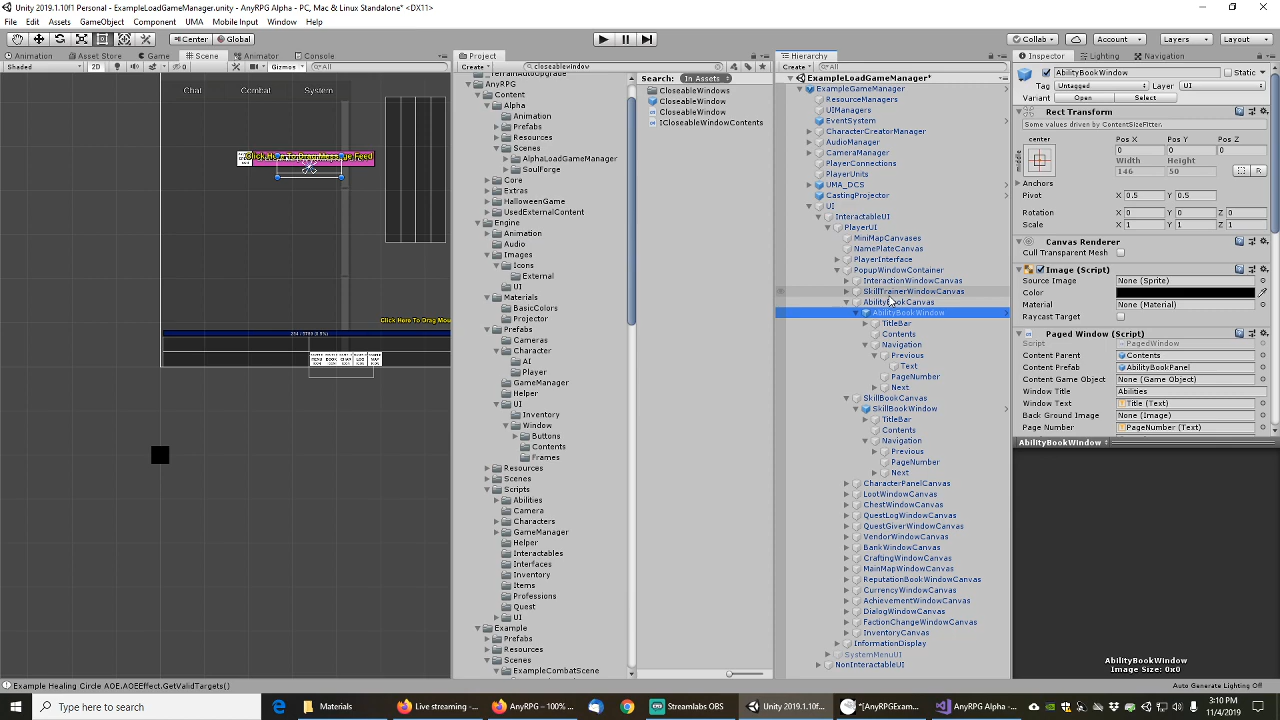 Unity 2019.1.10f1 Personal - ExampleLoadGameManager.unity - AnyRPG - PC, Mac & Linux Standalone* <DX11>
File Edit Assets GameObject Component UMA Mobile Input Window Help
Center Global Collab Account Layers Layout
Animation Asset Store Game Scene Animator Console
Shaded 2D Gizmos All
Chat Combat System
234 / 5789 (0.5%)
Click Here To Drag Mou
Project
Create closeablewindow
AnyRPG
Content
Alpha
Animation
Prefabs
Resources
Scenes
AlphaLoadGameManager
SoulForge
Core
Extras
HalloweenGame
UsedExternalContent
Engine
Animation
Audio
Images
Icons
External
UI
Materials
BasicColors
Projector
Prefabs
Cameras
Character
AI
Player
GameManager
Helper
UI
Inventory
Window
Buttons
Contents
Frames
Resources
Scenes
Scripts
Abilities
Camera
Characters
GameManager
Helper
Interactables
Interfaces
Inventory
Items
Professions
Quest
UI
Example
Prefabs
Resources
Scenes
ExampleCombatScene
Search: In Assets
CloseableWindows
CloseableWindow
CloseableWindow
ICloseableWindowContents
Hierarchy
Create All
ExampleLoadGameManager*
ExampleGameManager
ResourceManagers
UIManagers
EventSystem
CharacterCreatorManager
AudioManager
CameraManager
PlayerConnections
PlayerUnits
UMA_DCS
CastingProjector
UI
InteractableUI
PlayerUI
MiniMapCanvases
NamePlateCanvas
PlayerInterface
PopupWindowContainer
InteractionWindowCanvas
SkillTrainerWindowCanvas
AbilityBookCanvas
AbilityBookWindow
TitleBar
Contents
Navigation
Previous
Text
PageNumber
Next
SkillBookCanvas
SkillBookWindow
TitleBar
Contents
Navigation
Previous
PageNumber
Next
CharacterPanelCanvas
LootWindowCanvas
ChestWindowCanvas
QuestLogWindowCanvas
QuestGiverWindowCanvas
VendorWindowCanvas
BankWindowCanvas
CraftingWindowCanvas
MainMapWindowCanvas
ReputationBookWindowCanvas
CurrencyWindowCanvas
AchievementWindowCanvas
DialogWindowCanvas
FactionChangeWindowCanvas
InventoryCanvas
InformationDisplay
SystemMenuUI
NonInteractableUI
Inspector Lighting Navigation
AbilityBookWindow Static
Tag Untagged Layer UI
Variant Open Select
Rect Transform
Some values driven by ContentSizeFitter.
center Pos X Pos Y Pos Z
middle 0 0 0
Width Height
146 50 R
Anchors
Pivot X 0.5 Y 0.5
Rotation X 0 Y 0 Z 0
Scale X 1 Y 1 Z 1
Canvas Renderer
Cull Transparent Mesh
Image (Script)
Source Image None (Sprite)
Color
Material None (Material)
Raycast Target
Paged Window (Script)
Script PagedWindow
Content Parent Contents
Content Prefab AbilityBookPanel
Content Game Object None (Game Object)
Window Title Abilities
Window Text Title (Text)
Back Ground Image None (Image)
Page Number PageNumber (Text)
AbilityBookWindow
AbilityBookWindow
Image Size: 0x0
Example Healing Circle AOE.AOEEffect.GetValidTargets()
Auto Generate Lighting Off
Type here to search
Materials
Live streaming -...
AnyRPG — 100% ...
Streamlabs OBS
Unity 2019.1.10f...
*[AnyRPGExam...
AnyRPG Alpha -...
3:10 PM
11/4/2019